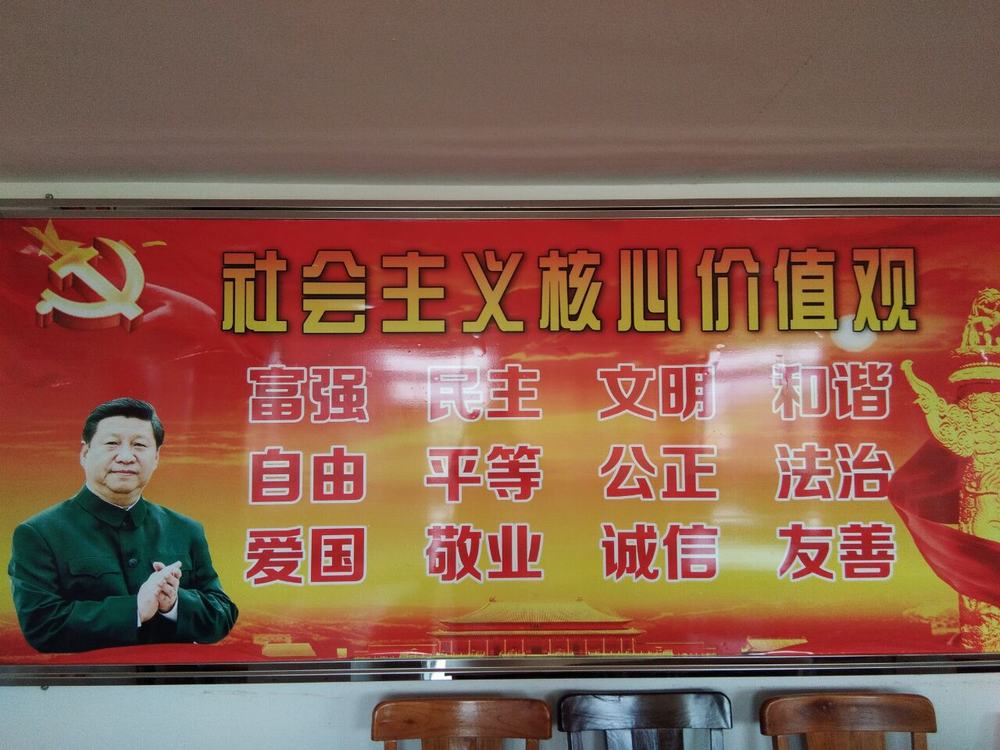 社会主义核心价值观
富强 民主 文明 和谐
自由 平等 公正 法治
爱国 敬业 诚信 友善